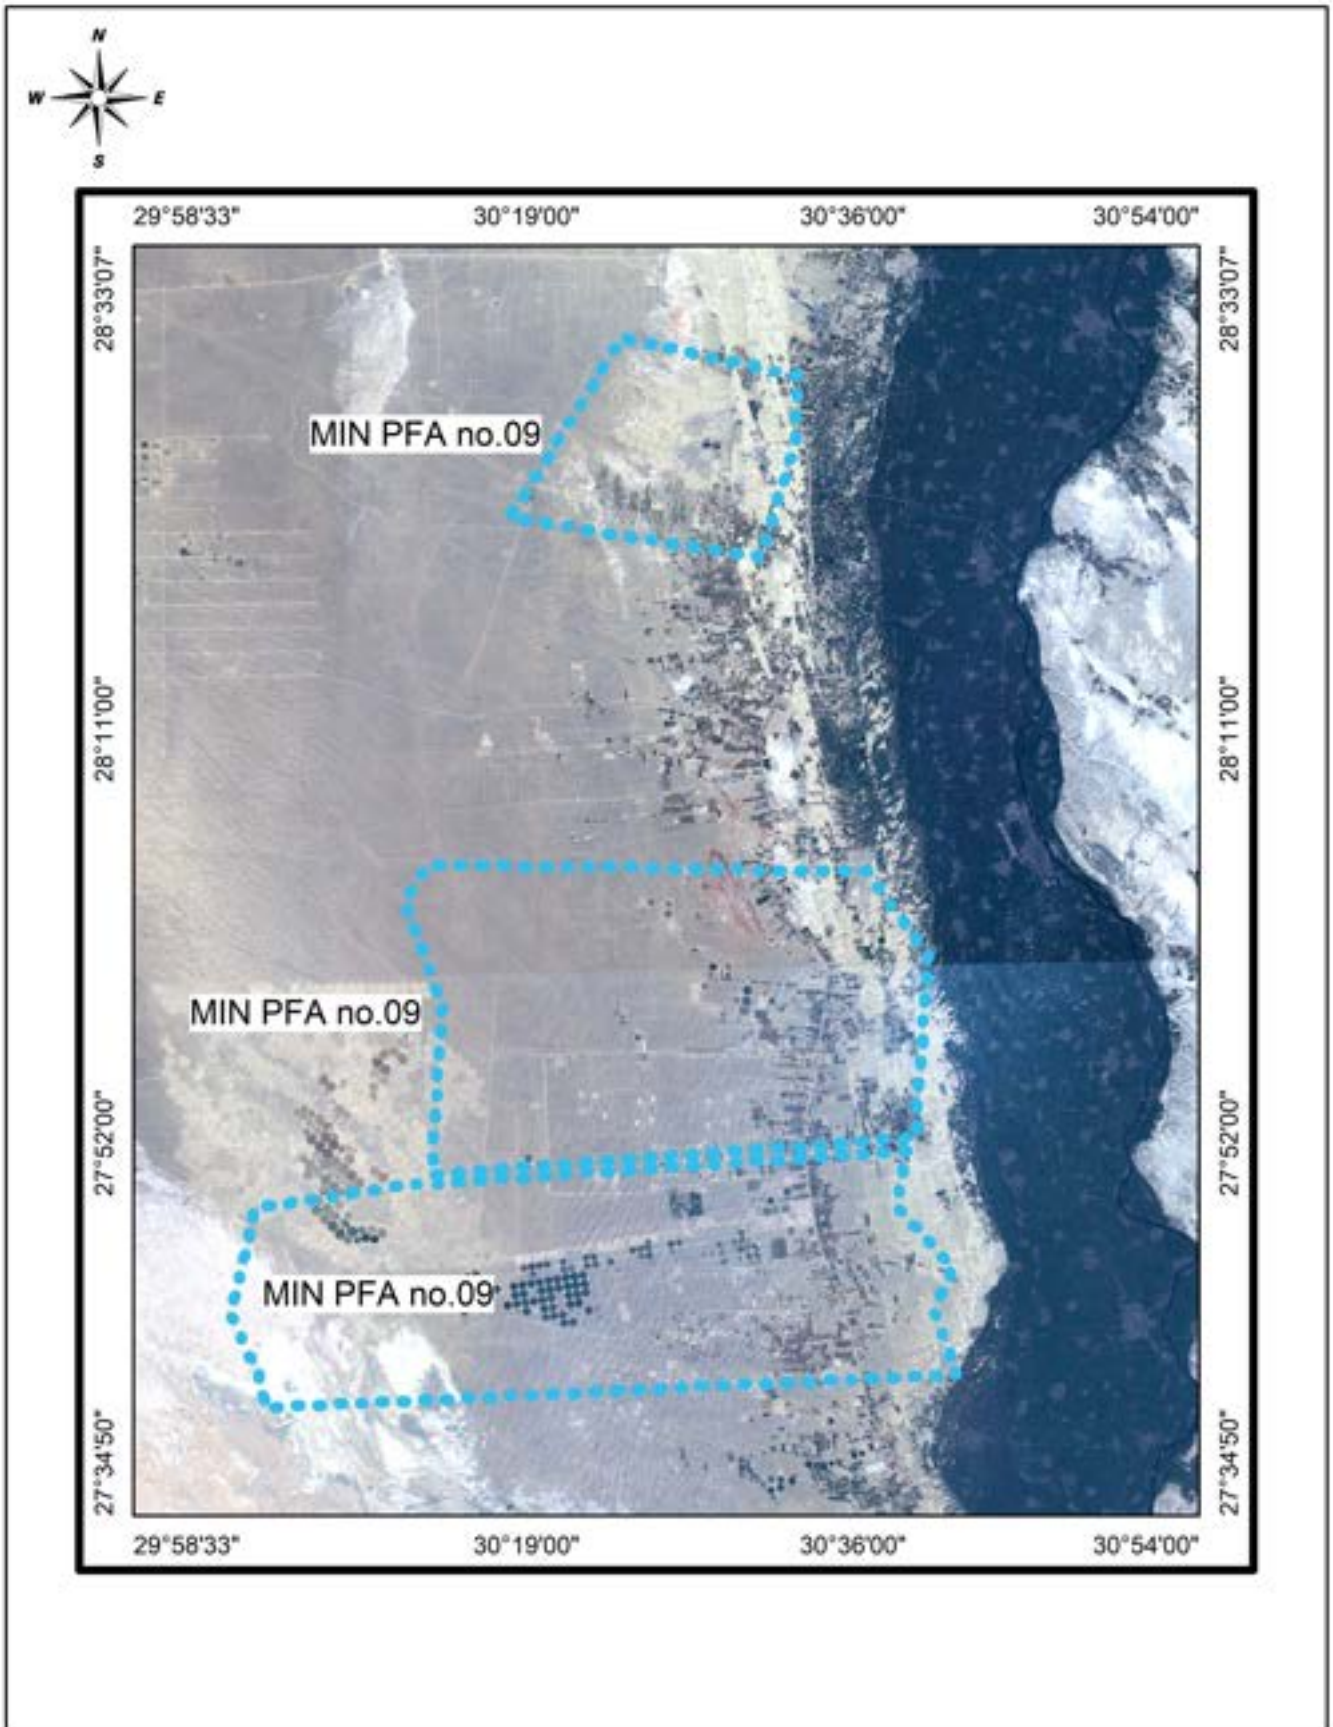 N
W E
S
29°58'33" 30°19'00" 30°36'00" 30°54'00"
28°33'07" 28°33'07"
MIN PFA no.09
28°11'00" 28°11'00"
MIN PFA no.09
27°52'00" 27°52'00"
MIN PFA no.09
27°34'50" 27°34'50"
29°58'33" 30°19'00" 30°36'00" 30°54'00"